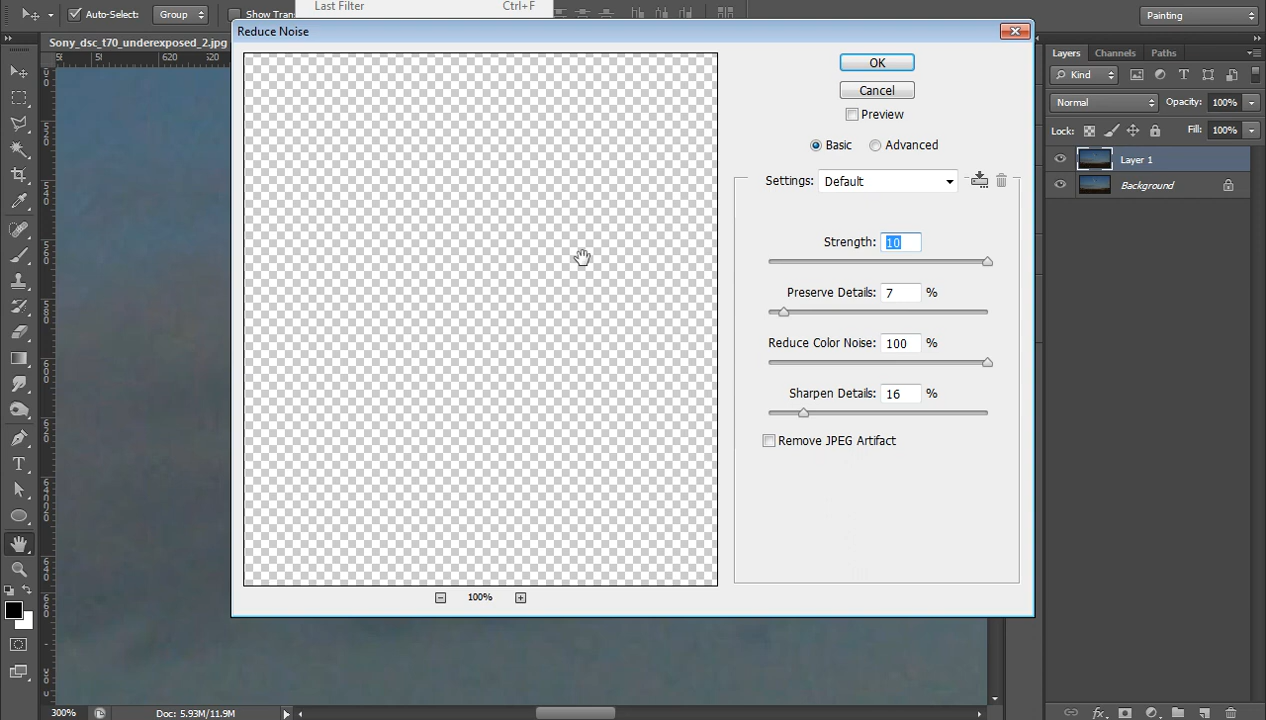 Auto-Select:
Group
Show Tran
Last Filter
Ctrl+F
Painting
Sony_dsc_t70_underexposed_2.jpg
Reduce Noise
OK
Cancel
Preview
Basic
Advanced
Settings:
Default
Strength:
10
Preserve Details:
7
%
Reduce Color Noise:
100
%
Sharpen Details:
16
%
Remove JPEG Artifact
100%
Layers
Channels
Paths
Kind
Normal
Opacity:
100%
Lock:
Fill:
100%
Layer 1
Background
300%
Doc: 5.93M/11.9M